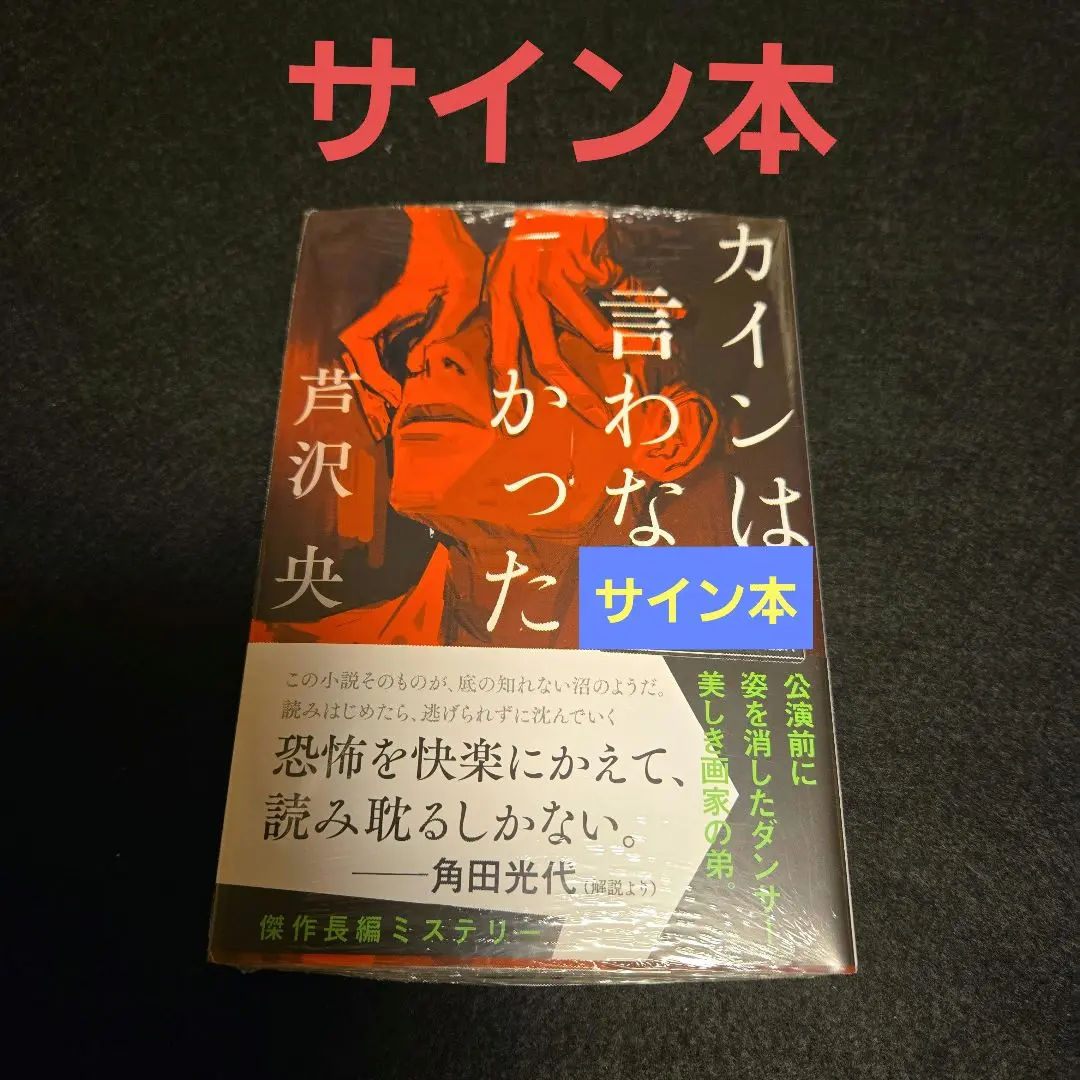 サイン本
カインは
言わな
かった
芦沢 央
サイン本
この小説そのものが、底の知れない沼のようだ。
読みはじめたら、逃げられずに沈んでいく
恐怖を快楽にかえて、
読み耽るしかない。
──角田光代(解説より)
公演前に
姿を消したダンサー
美しき画家の弟。
傑作長編ミステリー